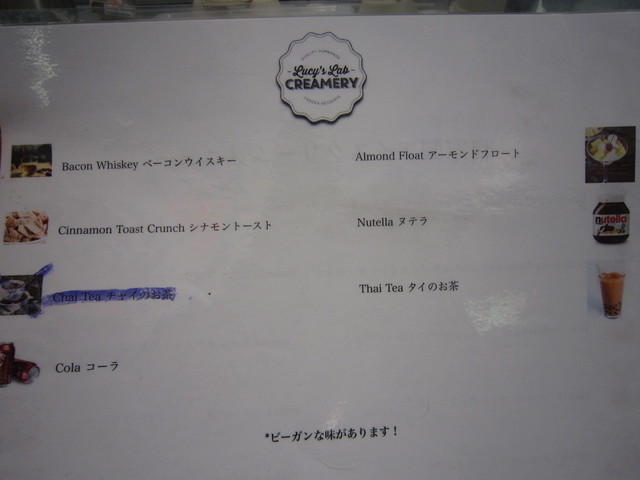 Lucy's Lab
CREAMERY
Bacon Whiskey ベーコンウイスキー
Cinnamon Toast Crunch シナモントースト
Chai Tea チャイのお茶
Cola コーラ
Almond Float アーモンドフロート
Nutella ヌテラ
nutella
Thai Tea タイのお茶
*ビーガンな味があります！